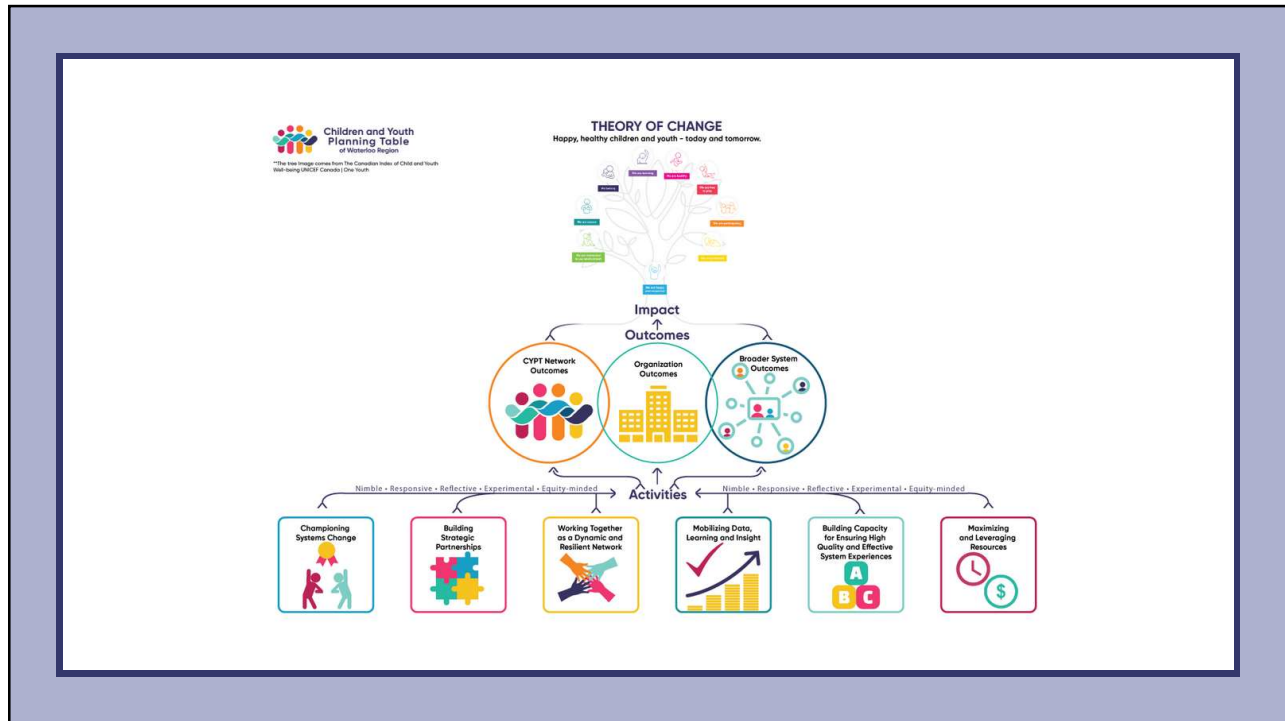 Children and Youth
Planning Table
of Waterloo Region
**The tree Image comes from The Canadian Index of Child and Youth
Well-being UNICEF Canada | One Youth
THEORY OF CHANGE
Happy, healthy children and youth – today and tomorrow.
Impact
Outcomes
CYPT Network
Outcomes
Organization
Outcomes
Broader System
Outcomes
Nimble • Responsive • Reflective • Experimental • Equity-minded
Activities
Nimble • Responsive • Reflective • Experimental • Equity-minded
Championing
Systems Change
Building
Strategic
Partnerships
Working Together
as a Dynamic and
Resilient Network
Mobilizing Data,
Learning and Insight
Building Capacity
for Ensuring High
Quality and Effective
System Experiences
A
B C
Maximizing
and Leveraging
Resources
$